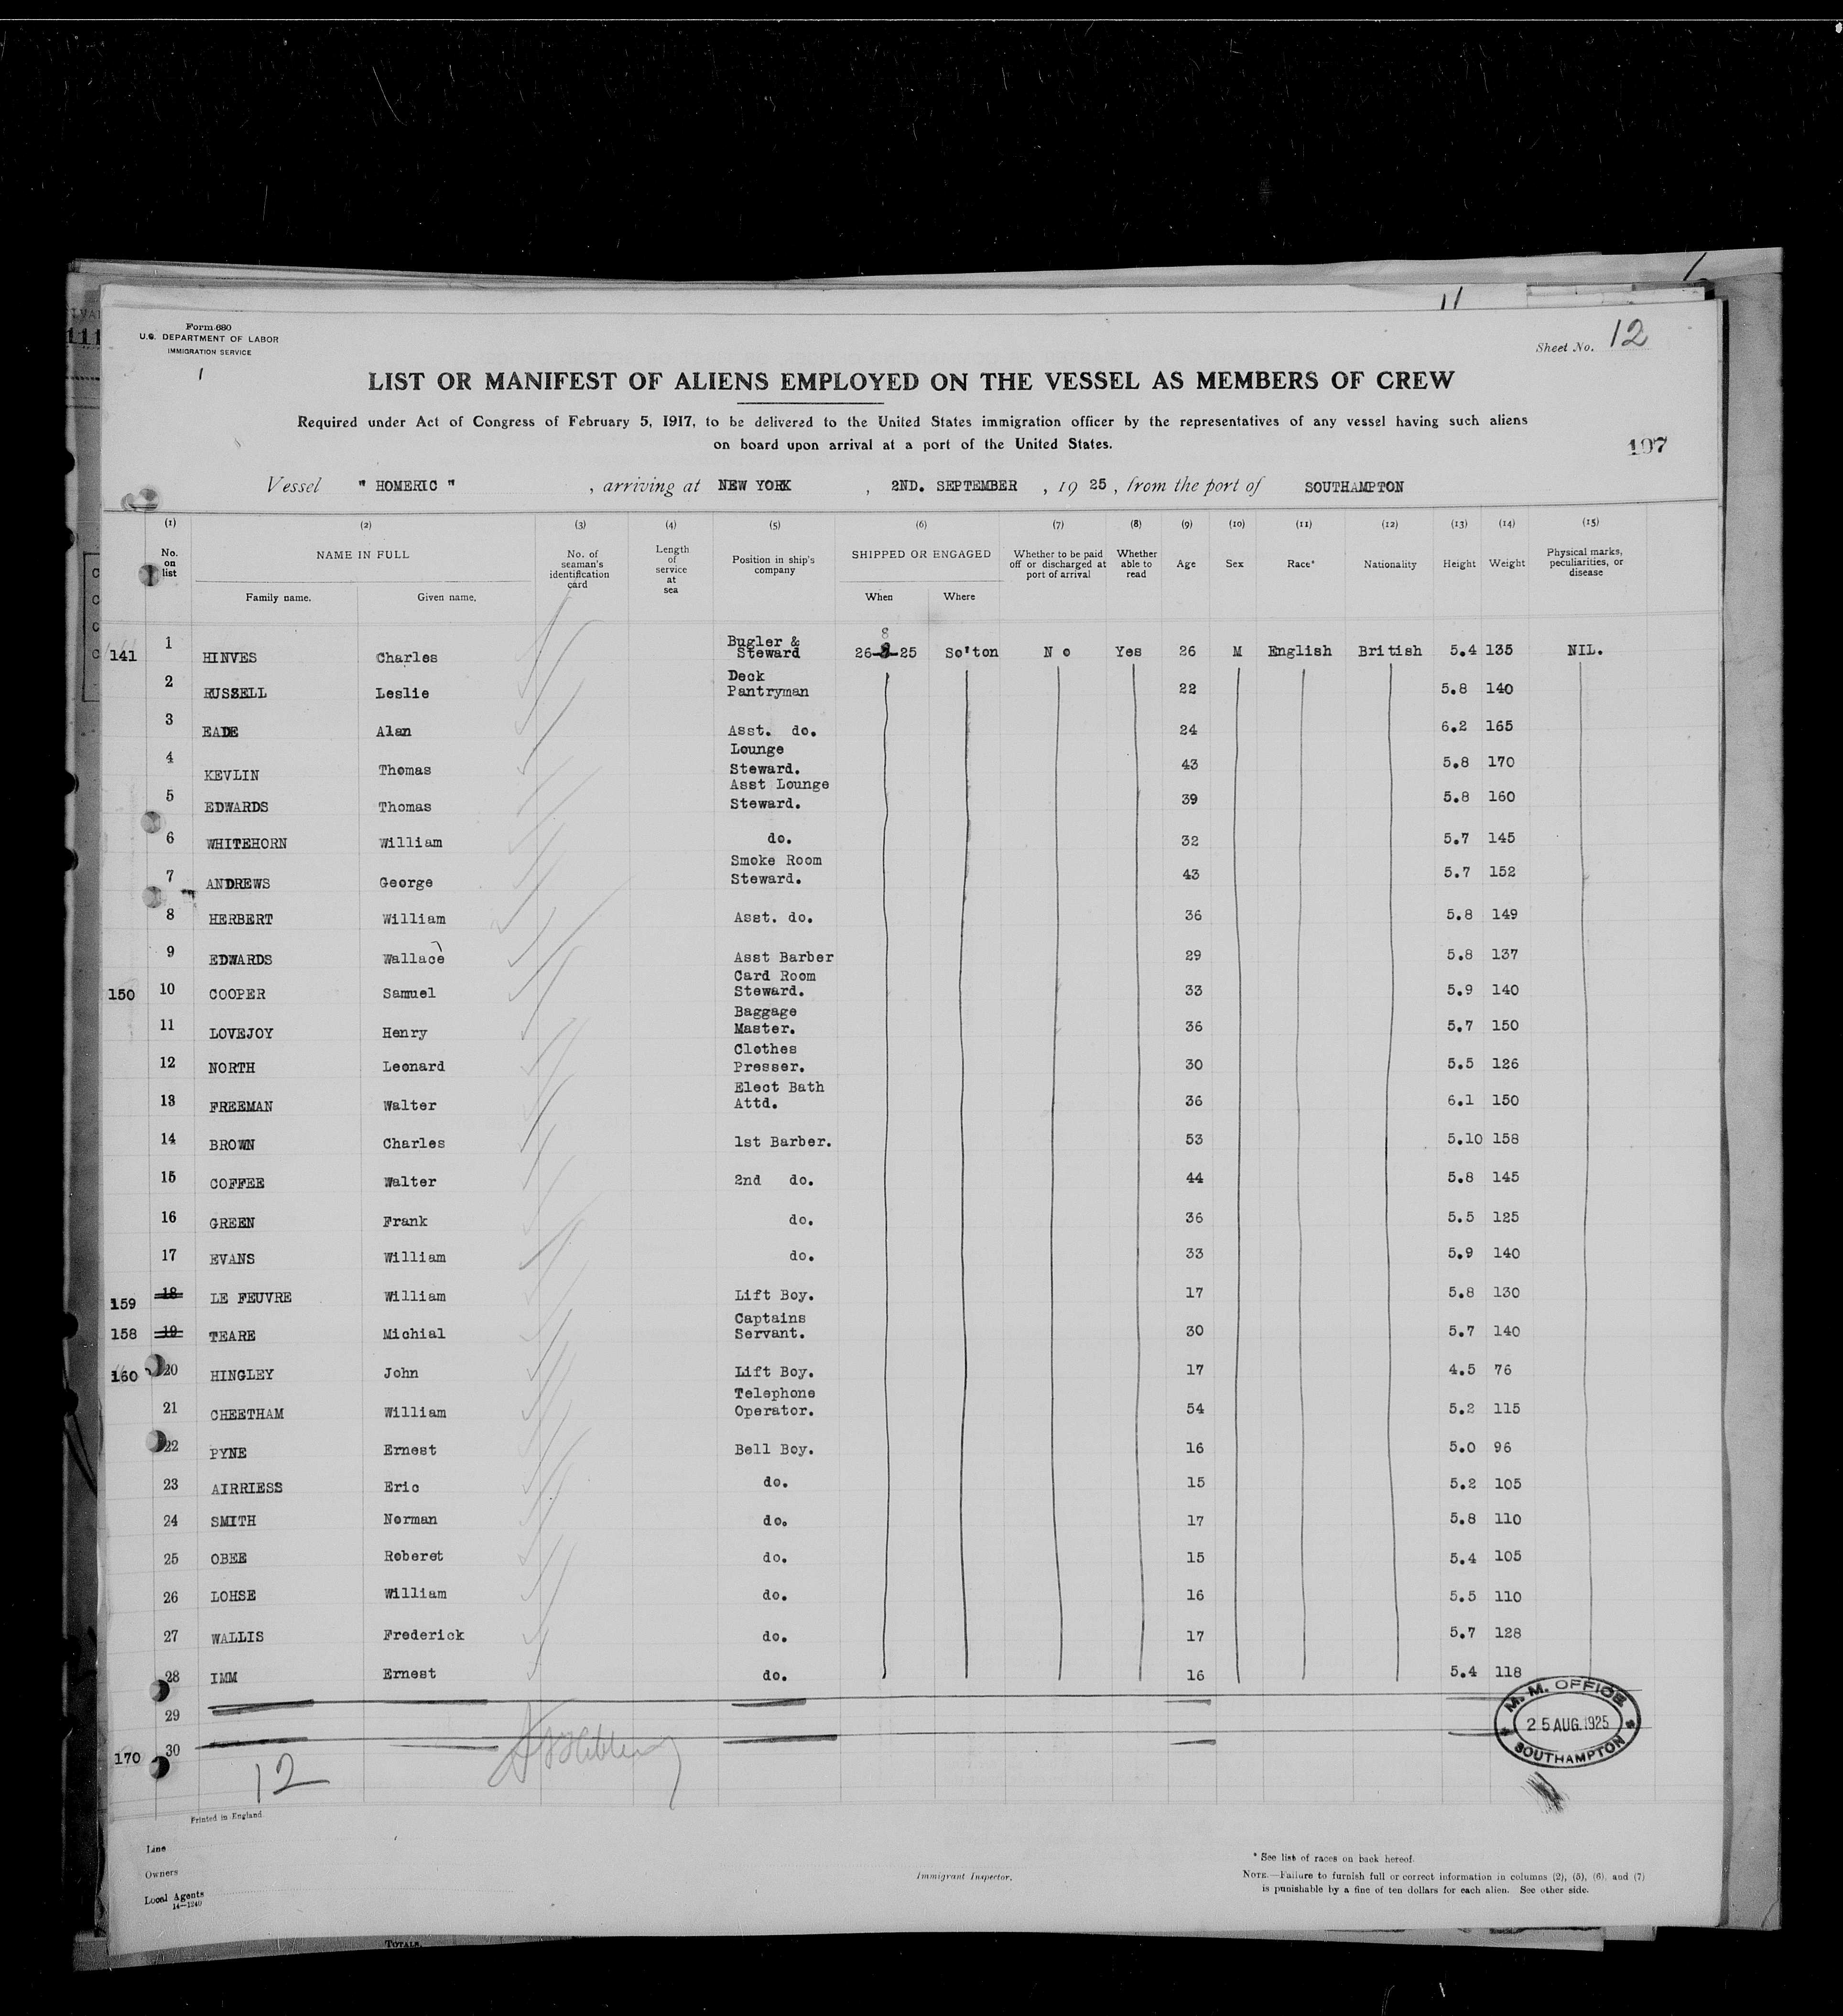 11
Form 680
U.S. DEPARTMENT OF LABOR
IMMIGRATION SERVICE
1
Sheet No. 12
LIST OR MANIFEST OF ALIENS EMPLOYED ON THE VESSEL AS MEMBERS OF CREW
Required under Act of Congress of February 5, 1917, to be delivered to the United States immigration officer by the representatives of any vessel having such aliens
on board upon arrival at a port of the United States.
197
Vessel " HOMERIC " , arriving at NEW YORK , 2ND. SEPTEMBER , 19 25 , from the port of SOUTHAMPTON
(1) (2) (3) (4) (5) (6) (7) (8) (9) (10) (11) (12) (13) (14) (15)
No. on list NAME IN FULL Family name. Given name. No. of seaman's identification card Length of service at sea Position in ship's company SHIPPED OR ENGAGED When Where Whether to be paid off or discharged at port of arrival Whether able to read Age Sex Race* Nationality Height Weight Physical marks, peculiarities, or disease
141 1 HINVES Charles Bugler & Steward 26-8-25 So'ton No Yes 26 M English British 5.4 135 NIL.
2 RUSSELL Leslie Deck Pantryman 22 5.8 140
3 EADE Alan Asst. do. 24 6.2 165
4 KEVLIN Thomas Lounge Steward. 43 5.8 170
5 EDWARDS Thomas Asst Lounge Steward. 39 5.8 160
6 WHITEHORN William do. 32 5.7 145
7 ANDREWS George Smoke Room Steward. 43 5.7 152
8 HERBERT William Asst. do. 36 5.8 149
9 EDWARDS Wallace Asst Barber 29 5.8 137
150 10 COOPER Samuel Card Room Steward. 33 5.9 140
11 LOVEJOY Henry Baggage Master. 36 5.7 150
12 NORTH Leonard Clothes Presser. 30 5.5 126
13 FREEMAN Walter Elect Bath Attd. 36 6.1 150
14 BROWN Charles 1st Barber. 53 5.10 158
15 COFFEE Walter 2nd do. 44 5.8 145
16 GREEN Frank do. 36 5.5 125
17 EVANS William do. 33 5.9 140
159 18 LE FEUVRE William Lift Boy. 17 5.8 130
158 19 TEARE Michial Captains Servant. 30 5.7 140
160 20 HINGLEY John Lift Boy. 17 4.5 76
21 CHEETHAM William Telephone Operator. 54 5.2 115
22 PYNE Ernest Bell Boy. 16 5.0 96
23 AIRRIESS Eric do. 15 5.2 105
24 SMITH Norman do. 17 5.8 110
25 OBEE Roberet do. 15 5.4 105
26 LOHSE William do. 16 5.5 110
27 WALLIS Frederick do. 17 5.7 128
28 IMM Ernest do. 16 5.4 118
29
170 30
12
M. M. OFFICE
25 AUG. 1925
SOUTHAMPTON
Printed in England.
Line
Owners
Local Agents
14—1240
Immigrant Inspector.
* See list of races on back hereof.
NOTE.—Failure to furnish full or correct information in columns (2), (5), (6), and (7)
is punishable by a fine of ten dollars for each alien. See other side.
TOTALS.